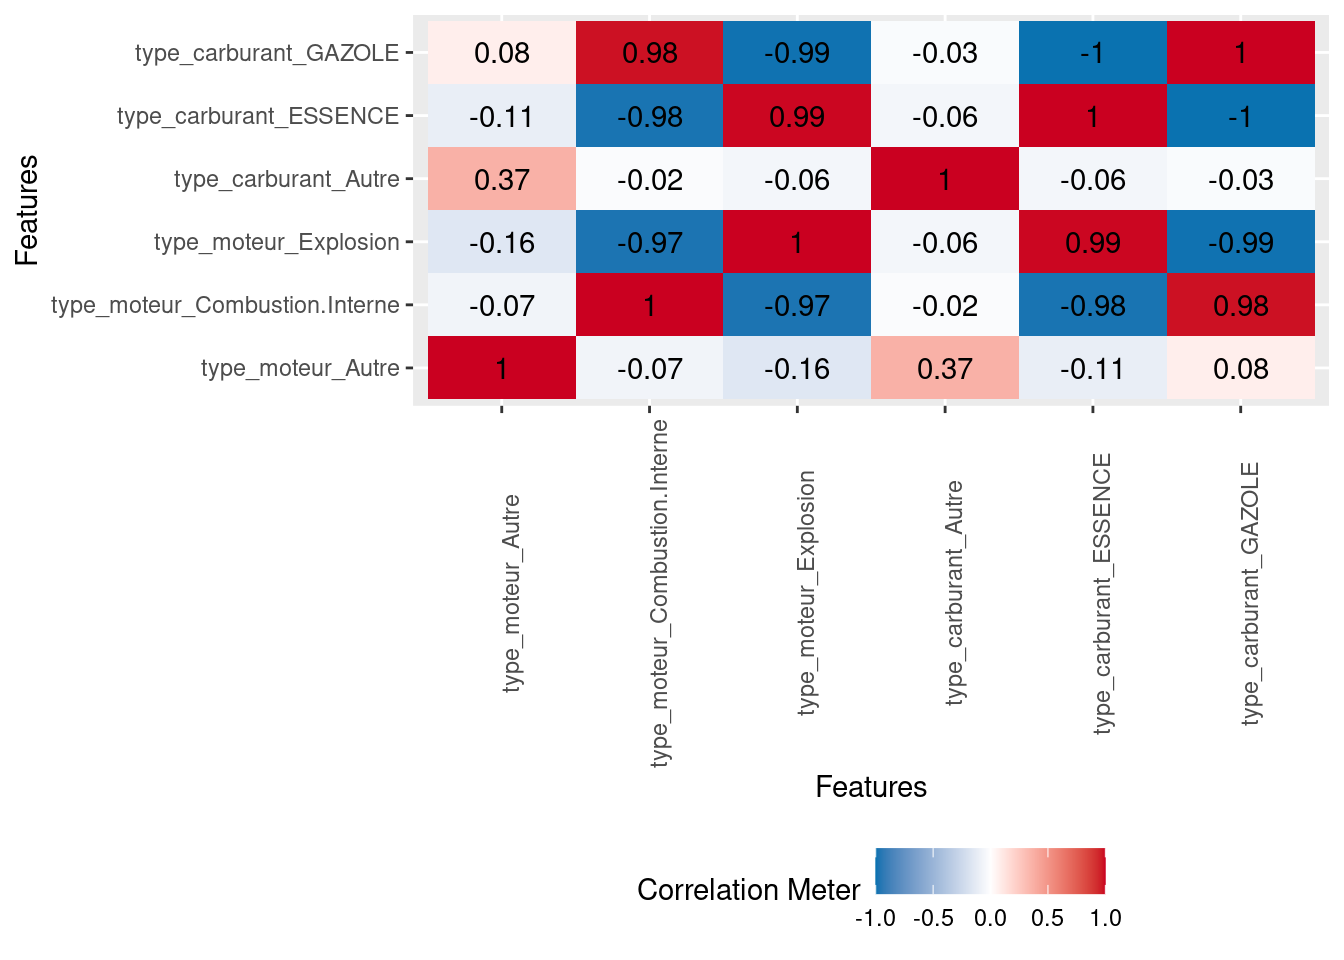 Features
type_carburant_GAZOLE 0.08 0.98 -0.99 -0.03 -1 1
type_carburant_ESSENCE -0.11 -0.98 0.99 -0.06 1 -1
type_carburant_Autre 0.37 -0.02 -0.06 1 -0.06 -0.03
type_moteur_Explosion -0.16 -0.97 1 -0.06 0.99 -0.99
type_moteur_Combustion.Interne -0.07 1 -0.97 -0.02 -0.98 0.98
type_moteur_Autre 1 -0.07 -0.16 0.37 -0.11 0.08
type_moteur_Autre
type_moteur_Combustion.Interne
type_moteur_Explosion
type_carburant_Autre
type_carburant_ESSENCE
type_carburant_GAZOLE
Features
Correlation Meter
-1.0 -0.5 0.0 0.5 1.0